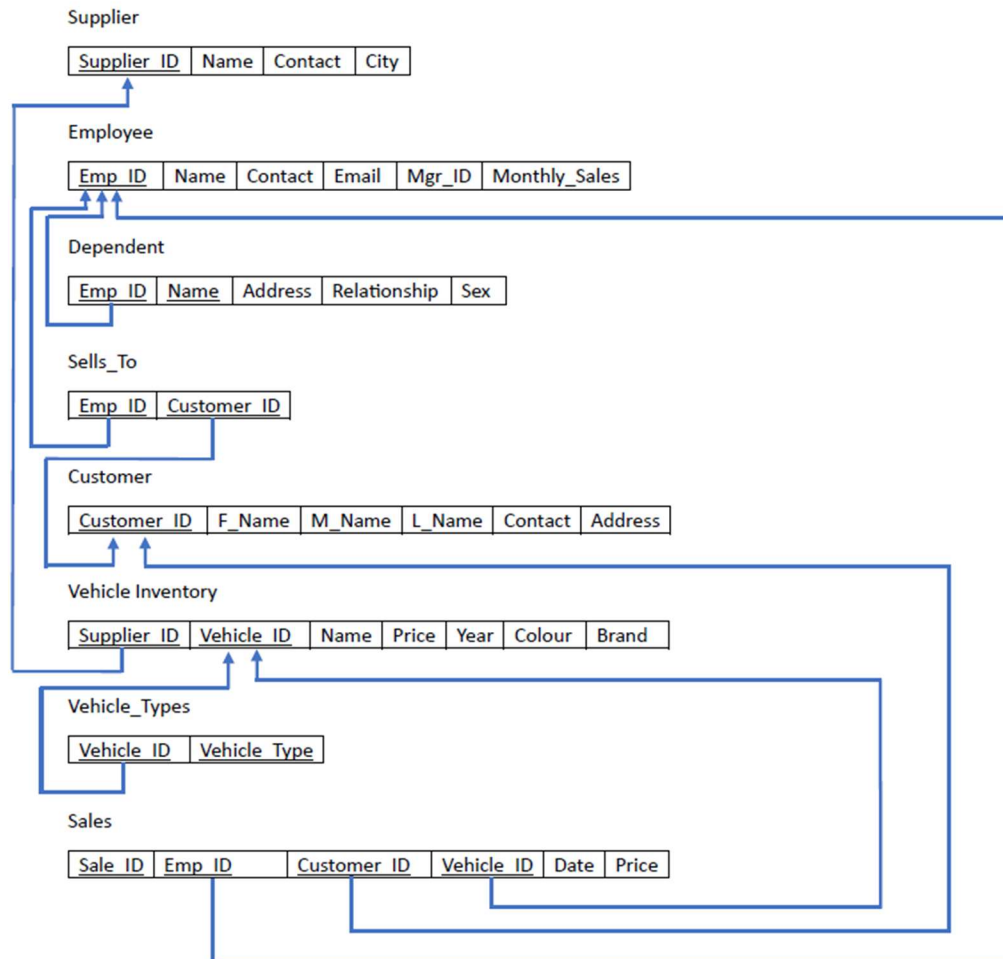 Supplier
Supplier_ID Name Contact City
Employee
Emp_ID Name Contact Email Mgr_ID Monthly_Sales
Dependent
Emp_ID Name Address Relationship Sex
Sells_To
Emp_ID Customer_ID
Customer
Customer_ID F_Name M_Name L_Name Contact Address
Vehicle Inventory
Supplier_ID Vehicle_ID Name Price Year Colour Brand
Vehicle_Types
Vehicle_ID Vehicle_Type
Sales
Sale_ID Emp_ID Customer_ID Vehicle_ID Date Price